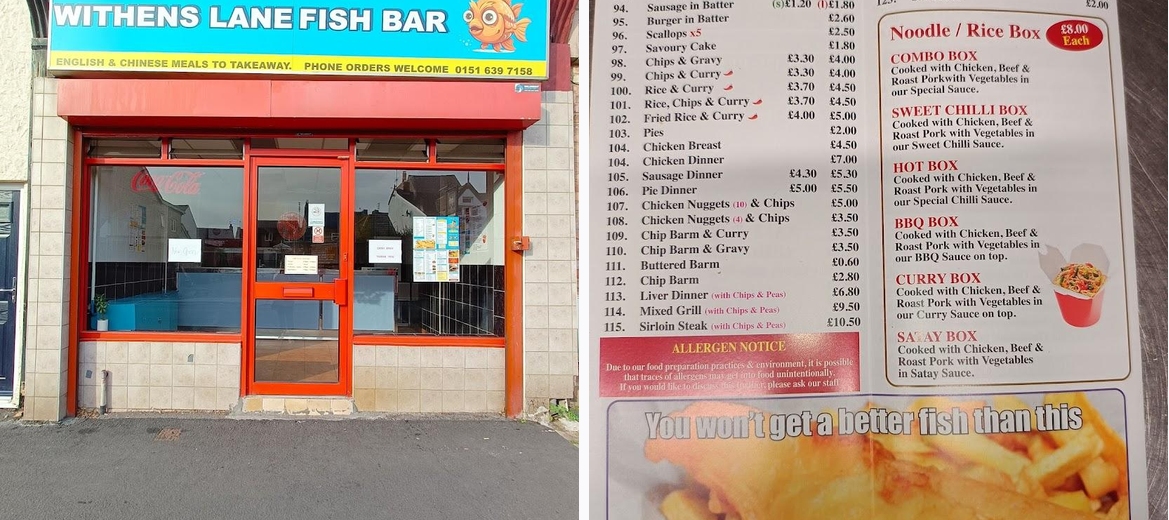 WITHENS LANE FISH BAR
ENGLISH & CHINESE MEALS TO TAKEAWAY. PHONE ORDERS WELCOME 0151 639 7158
Coca-Cola
94. Sausage in Batter (s)£1.20 (l)£1.80
95. Burger in Batter £2.60
96. Scallops x5 £2.50
97. Savoury Cake £1.80
98. Chips & Gravy £3.30 £4.00
99. Chips & Curry £3.30 £4.00
100. Rice & Curry £3.70 £4.50
101. Rice, Chips & Curry £3.70 £4.50
102. Fried Rice & Curry £4.00 £5.00
103. Pies £2.00
104. Chicken Breast £4.50
104. Chicken Dinner £7.00
105. Sausage Dinner £4.30 £5.30
106. Pie Dinner £5.00 £5.50
107. Chicken Nuggets (10) & Chips £5.00
108. Chicken Nuggets (4) & Chips £3.50
109. Chip Barm & Curry £3.50
110. Chip Barm & Gravy £3.50
111. Buttered Barm £0.60
112. Chip Barm £2.80
113. Liver Dinner (with Chips & Peas) £6.80
114. Mixed Grill (with Chips & Peas) £9.50
115. Sirloin Steak (with Chips & Peas) £10.50
ALLERGEN NOTICE
Due to our food preparation practices & environment, it is possible
that traces of allergens may get into food unintentionally.
If you would like to discuss this further, please ask our staff
£2.00
Noodle / Rice Box £8.00
Each
COMBO BOX
Cooked with Chicken, Beef &
Roast Porkwith Vegetables in
our Special Sauce.
SWEET CHILLI BOX
Cooked with Chicken, Beef &
Roast Pork with Vegetables in
our Sweet Chilli Sauce.
HOT BOX
Cooked with Chicken, Beef &
Roast Pork with Vegetables in
our Special Chilli Sauce.
BBQ BOX
Cooked with Chicken, Beef &
Roast Pork with Vegetables in
our BBQ Sauce on top.
CURRY BOX
Cooked with Chicken, Beef &
Roast Pork with Vegetables in
our Curry Sauce on top.
SATAY BOX
Cooked with Chicken, Beef &
Roast Pork with Vegetables
in Satay Sauce.
You won't get a better fish than this